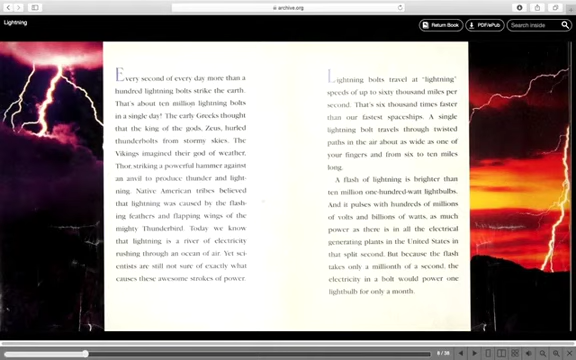 archive.org
Lightning
Return Book
PDF/ePub
Search inside
Every second of every day more than a
hundred lightning bolts strike the earth.
That's about ten million lightning bolts
in a single day! The early Greeks thought
that the king of the gods, Zeus, hurled
thunderbolts from stormy skies. The
Vikings imagined their god of weather,
Thor, striking a powerful hammer against
an anvil to produce thunder and light-
ning. Native American tribes believed
that lightning was caused by the flash-
ing feathers and flapping wings of the
mighty Thunderbird. Today we know
that lightning is a river of electricity
rushing through an ocean of air. Yet sci-
entists are still not sure of exactly what
causes these awesome strokes of power.
Lightning bolts travel at "lightning"
speeds of up to sixty thousand miles per
second. That's six thousand times faster
than our fastest spaceships. A single
lightning bolt travels through twisted
paths in the air about as wide as one of
your fingers and from six to ten miles
long.
A flash of lightning is brighter than
ten million one-hundred-watt lightbulbs.
And it pulses with hundreds of millions
of volts and billions of watts, as much
power as there is in all the electrical
generating plants in the United States in
that split second. But because the flash
takes only a millionth of a second, the
electricity in a bolt would power one
lightbulb for only a month.
8 / 36